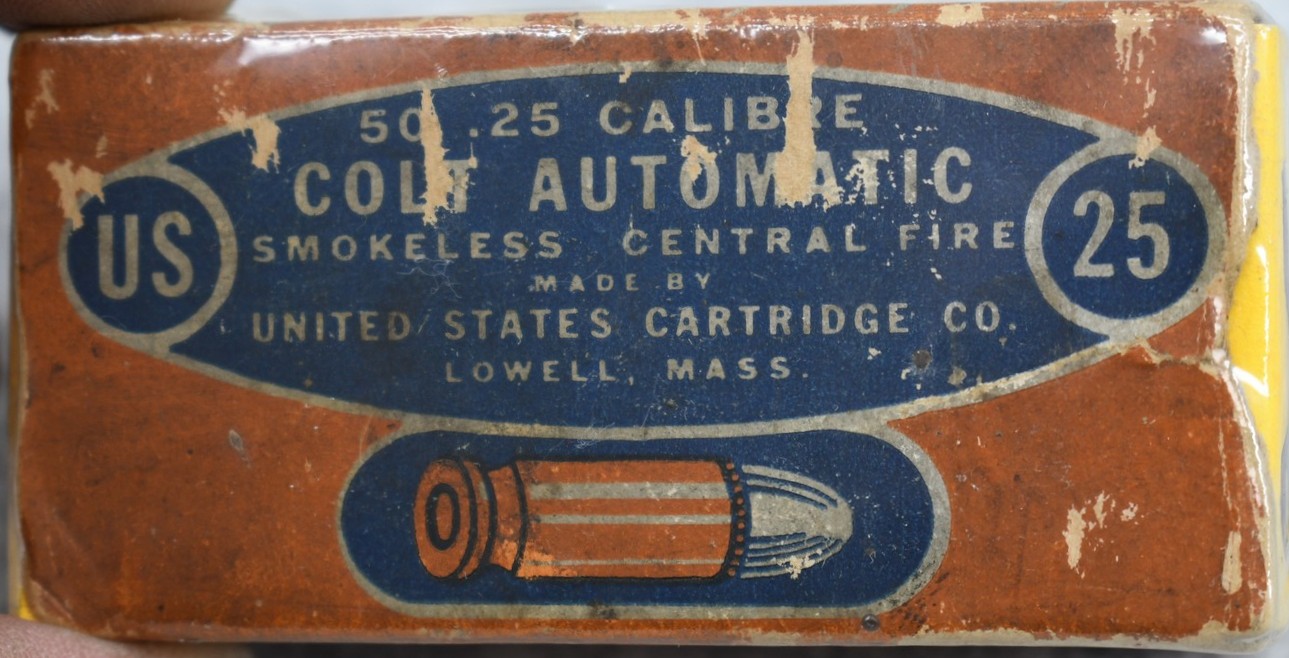 50 .25 CALIBRE
COLT AUTOMATIC
SMOKELESS CENTRAL FIRE
MADE BY
UNITED STATES CARTRIDGE CO.
LOWELL, MASS.
US
25